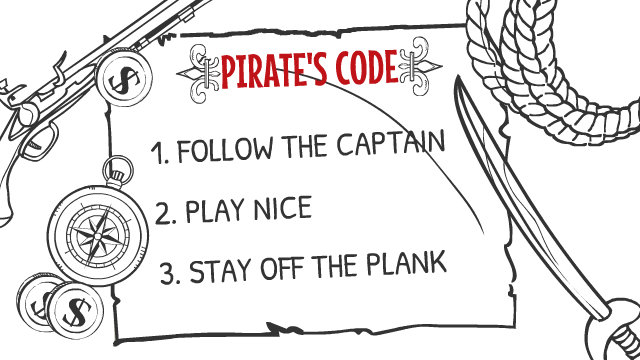 PIRATE'S CODE
1. FOLLOW THE CAPTAIN
2. PLAY NICE
3. STAY OFF THE PLANK
$
$
$